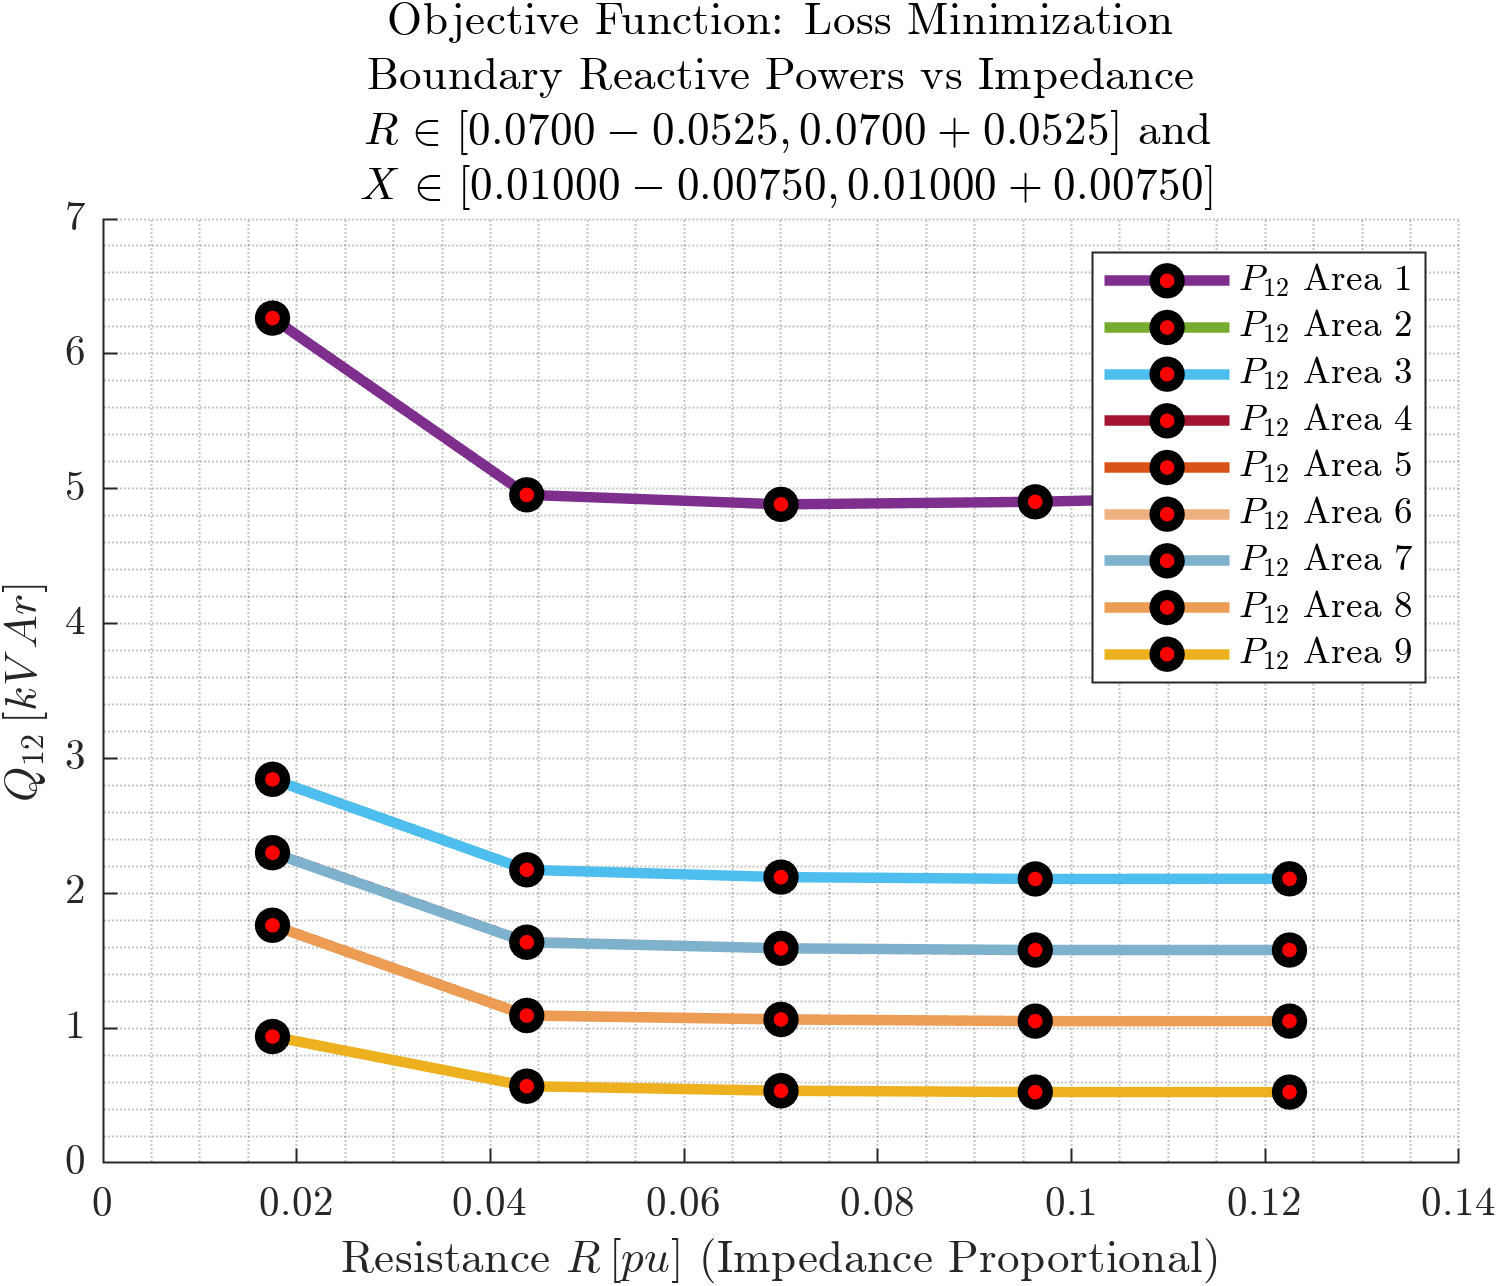 Objective Function: Loss Minimization
Boundary Reactive Powers vs Impedance
R ∈ [0.0700 − 0.0525, 0.0700 + 0.0525] and
X ∈ [0.01000 − 0.00750, 0.01000 + 0.00750]
7
6
5
4
3
2
1
0
Q12 [kV Ar]
P12 Area 1
P12 Area 2
P12 Area 3
P12 Area 4
P12 Area 5
P12 Area 6
P12 Area 7
P12 Area 8
P12 Area 9
0 0.02 0.04 0.06 0.08 0.1 0.12 0.14
Resistance R [pu] (Impedance Proportional)